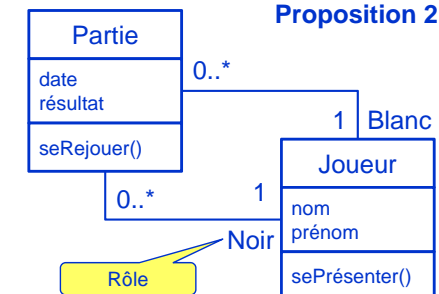 Proposition 2
Partie
date
résultat
seRejouer()
0..*
1 Blanc
Joueur
nom
prénom
sePrésenter()
0..*
1
Noir
Rôle